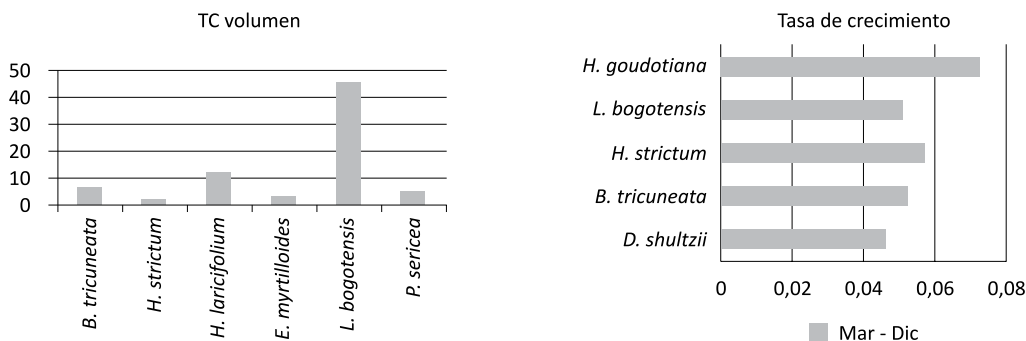 TC volumen
50
40
30
20
10
0
B. tricuneata
H. strictum
H. laricifolium
E. myrtilloides
L. bogotensis
P. sericea
Tasa de crecimiento
H. goudotiana
L. bogotensis
H. strictum
B. tricuneata
D. shultzii
0 0,02 0,04 0,06 0,08
Mar - Dic